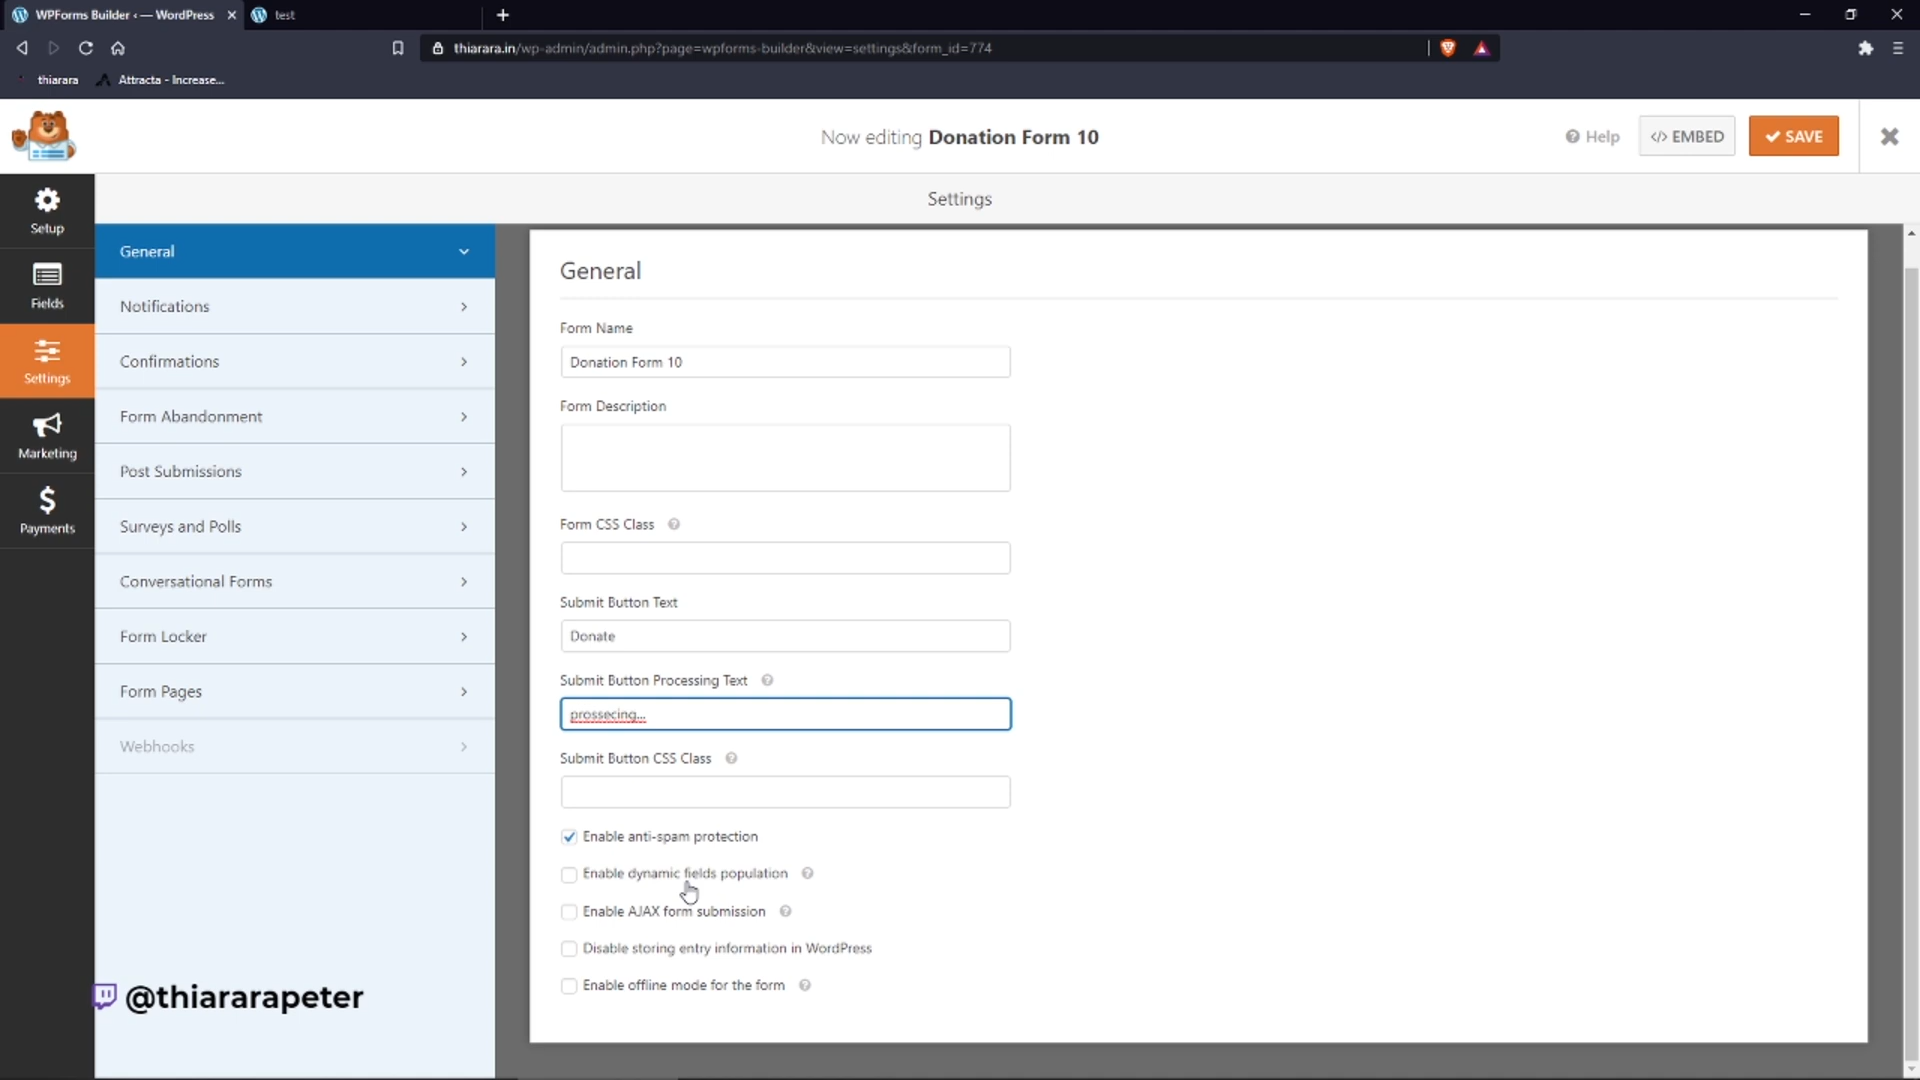 WPForms Builder ‹ — WordPress
test
thiarara.in/wp-admin/admin.php?page=wpforms-builder&view=settings&form_id=774
thiarara
Attracta - Increase...
Now editing Donation Form 10
Help
</> EMBED
SAVE
Settings
Setup
Fields
Settings
Marketing
Payments
General
Notifications
Confirmations
Form Abandonment
Post Submissions
Surveys and Polls
Conversational Forms
Form Locker
Form Pages
Webhooks
@thiararapeter
General
Form Name
Donation Form 10
Form Description
Form CSS Class
Submit Button Text
Donate
Submit Button Processing Text
prossecing...
Submit Button CSS Class
Enable anti-spam protection
Enable dynamic fields population
Enable AJAX form submission
Disable storing entry information in WordPress
Enable offline mode for the form